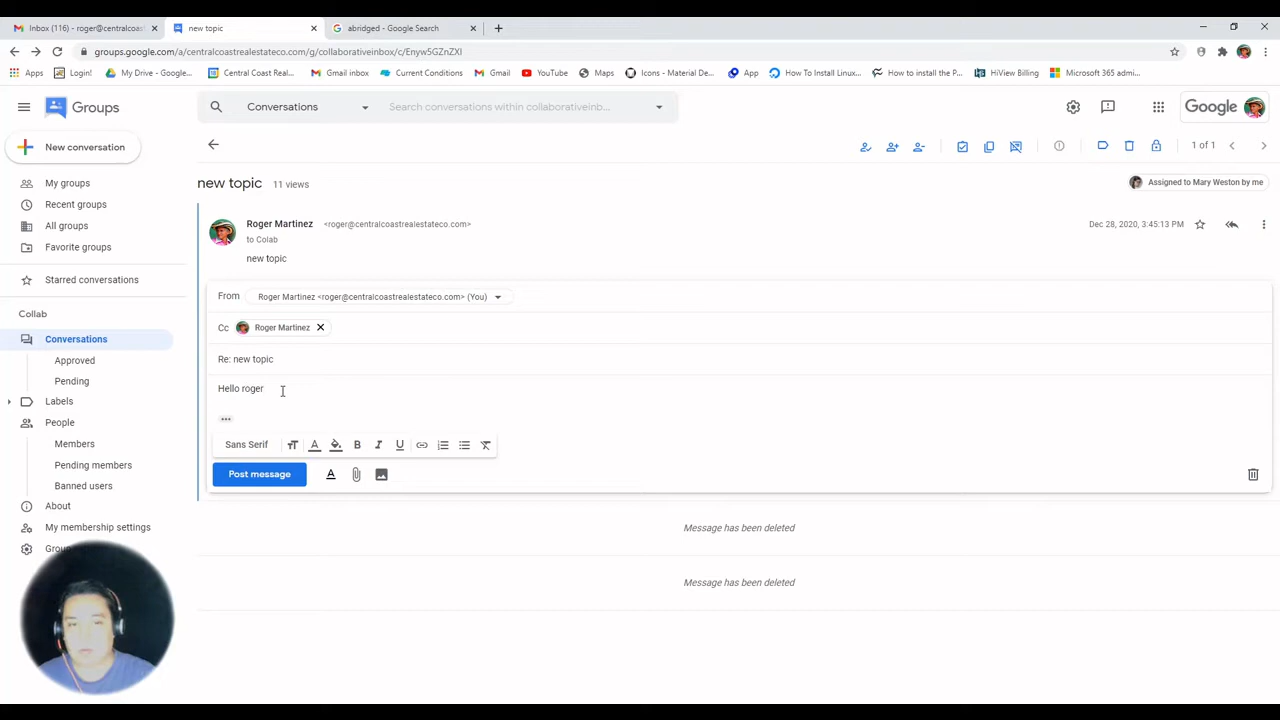 Inbox (116) - roger@centralcoast
new topic
abridged - Google Search
groups.google.com/a/centralcoastrealestateco.com/g/collaborativeinbox/c/Enyw5GZnZXI
Apps
Login!
My Drive - Google...
Central Coast Real...
Gmail inbox
Current Conditions
Gmail
YouTube
Maps
Icons - Material De...
App
How To Install Linux...
How to install the P...
HiView Billing
Microsoft 365 admi...
Groups
Conversations
Search conversations within collaborativeinb...
Google
New conversation
1 of 1
My groups
Recent groups
All groups
Favorite groups
Starred conversations
Collab
Conversations
Approved
Pending
Labels
People
Members
Pending members
Banned users
About
My membership settings
new topic 11 views
Assigned to Mary Weston by me
Roger Martinez <roger@centralcoastrealestateco.com>
Dec 28, 2020, 3:45:13 PM
to Colab
new topic
From Roger Martinez <roger@centralcoastrealestateco.com> (You)
Cc Roger Martinez
Re: new topic
Hello roger
Sans Serif
Post message
Message has been deleted
Message has been deleted